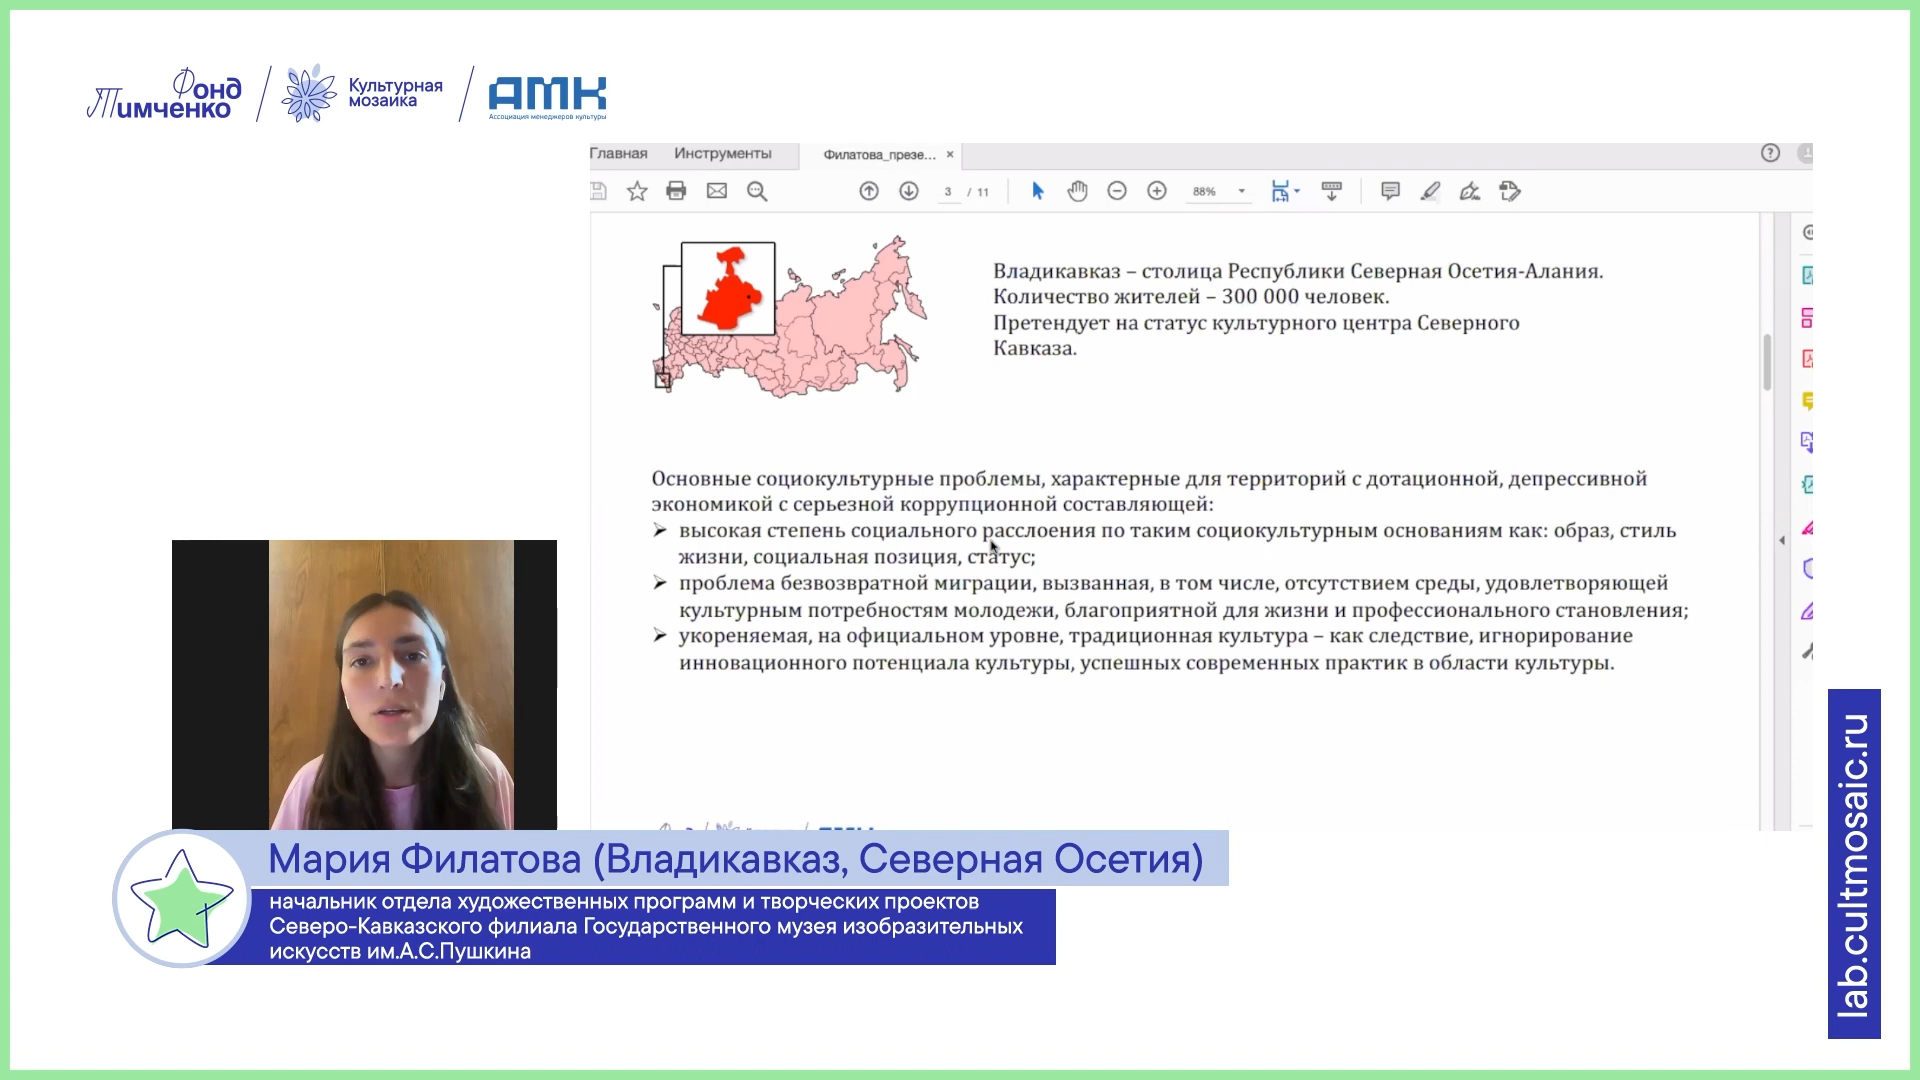 Фонд
Тимченко
Культурная
мозаика
АМК
Ассоциация менеджеров культуры
Главная
Инструменты
Филатова_презе... ×
3 / 11
88%
Владикавказ – столица Республики Северная Осетия-Алания.
Количество жителей – 300 000 человек.
Претендует на статус культурного центра Северного
Кавказа.
Основные социокультурные проблемы, характерные для территорий с дотационной, депрессивной
экономикой с серьезной коррупционной составляющей:
➢ высокая степень социального расслоения по таким социокультурным основаниям как: образ, стиль
жизни, социальная позиция, статус;
➢ проблема безвозвратной миграции, вызванная, в том числе, отсутствием среды, удовлетворяющей
культурным потребностям молодежи, благоприятной для жизни и профессионального становления;
➢ укореняемая, на официальном уровне, традиционная культура – как следствие, игнорирование
инновационного потенциала культуры, успешных современных практик в области культуры.
Мария Филатова (Владикавказ, Северная Осетия)
начальник отдела художественных программ и творческих проектов
Северо-Кавказского филиала Государственного музея изобразительных
искусств им.А.С.Пушкина
lab.cultmosaic.ru